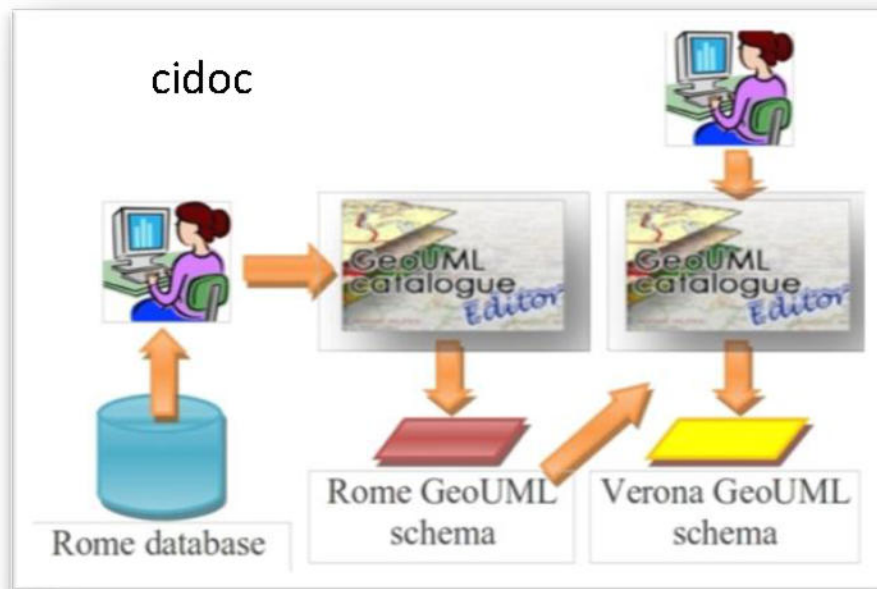 cidoc
GeoUML
catalogue
Editor
GeoUML
catalogue
Editor
Rome GeoUML
schema
Verona GeoUML
schema
Rome database